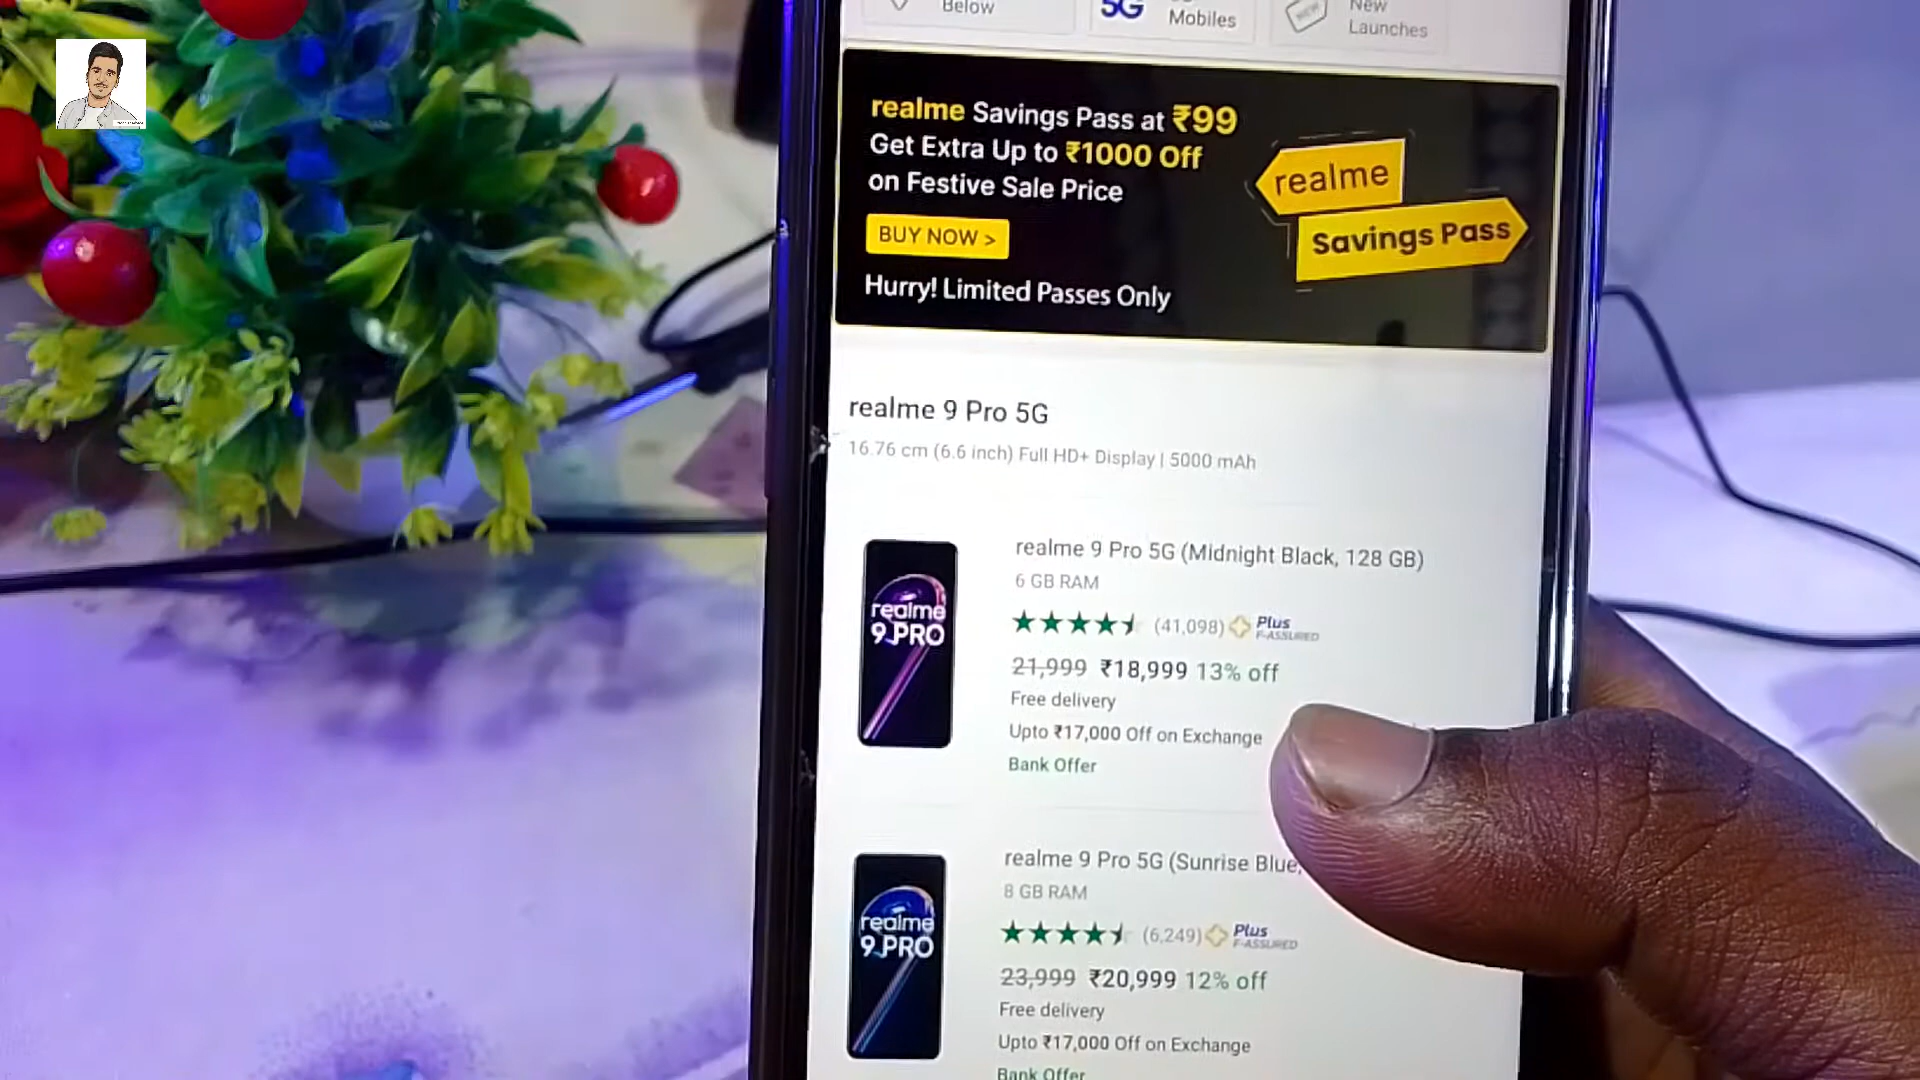 Below
5G
Mobiles
New
Launches
NEW
realme Savings Pass at ₹99
Get Extra Up to ₹1000 Off
on Festive Sale Price
BUY NOW >
Hurry! Limited Passes Only
realme
Savings Pass
realme 9 Pro 5G
16.76 cm (6.6 inch) Full HD+ Display | 5000 mAh
realme
9 PRO
realme 9 Pro 5G (Midnight Black, 128 GB)
6 GB RAM
(41,098) Plus
F-ASSURED
21,999 ₹18,999 13% off
Free delivery
Upto ₹17,000 Off on Exchange
Bank Offer
realme
9 PRO
realme 9 Pro 5G (Sunrise Blue,
8 GB RAM
(6,249) Plus
F-ASSURED
23,999 ₹20,999 12% off
Free delivery
Upto ₹17,000 Off on Exchange
Bank Offer